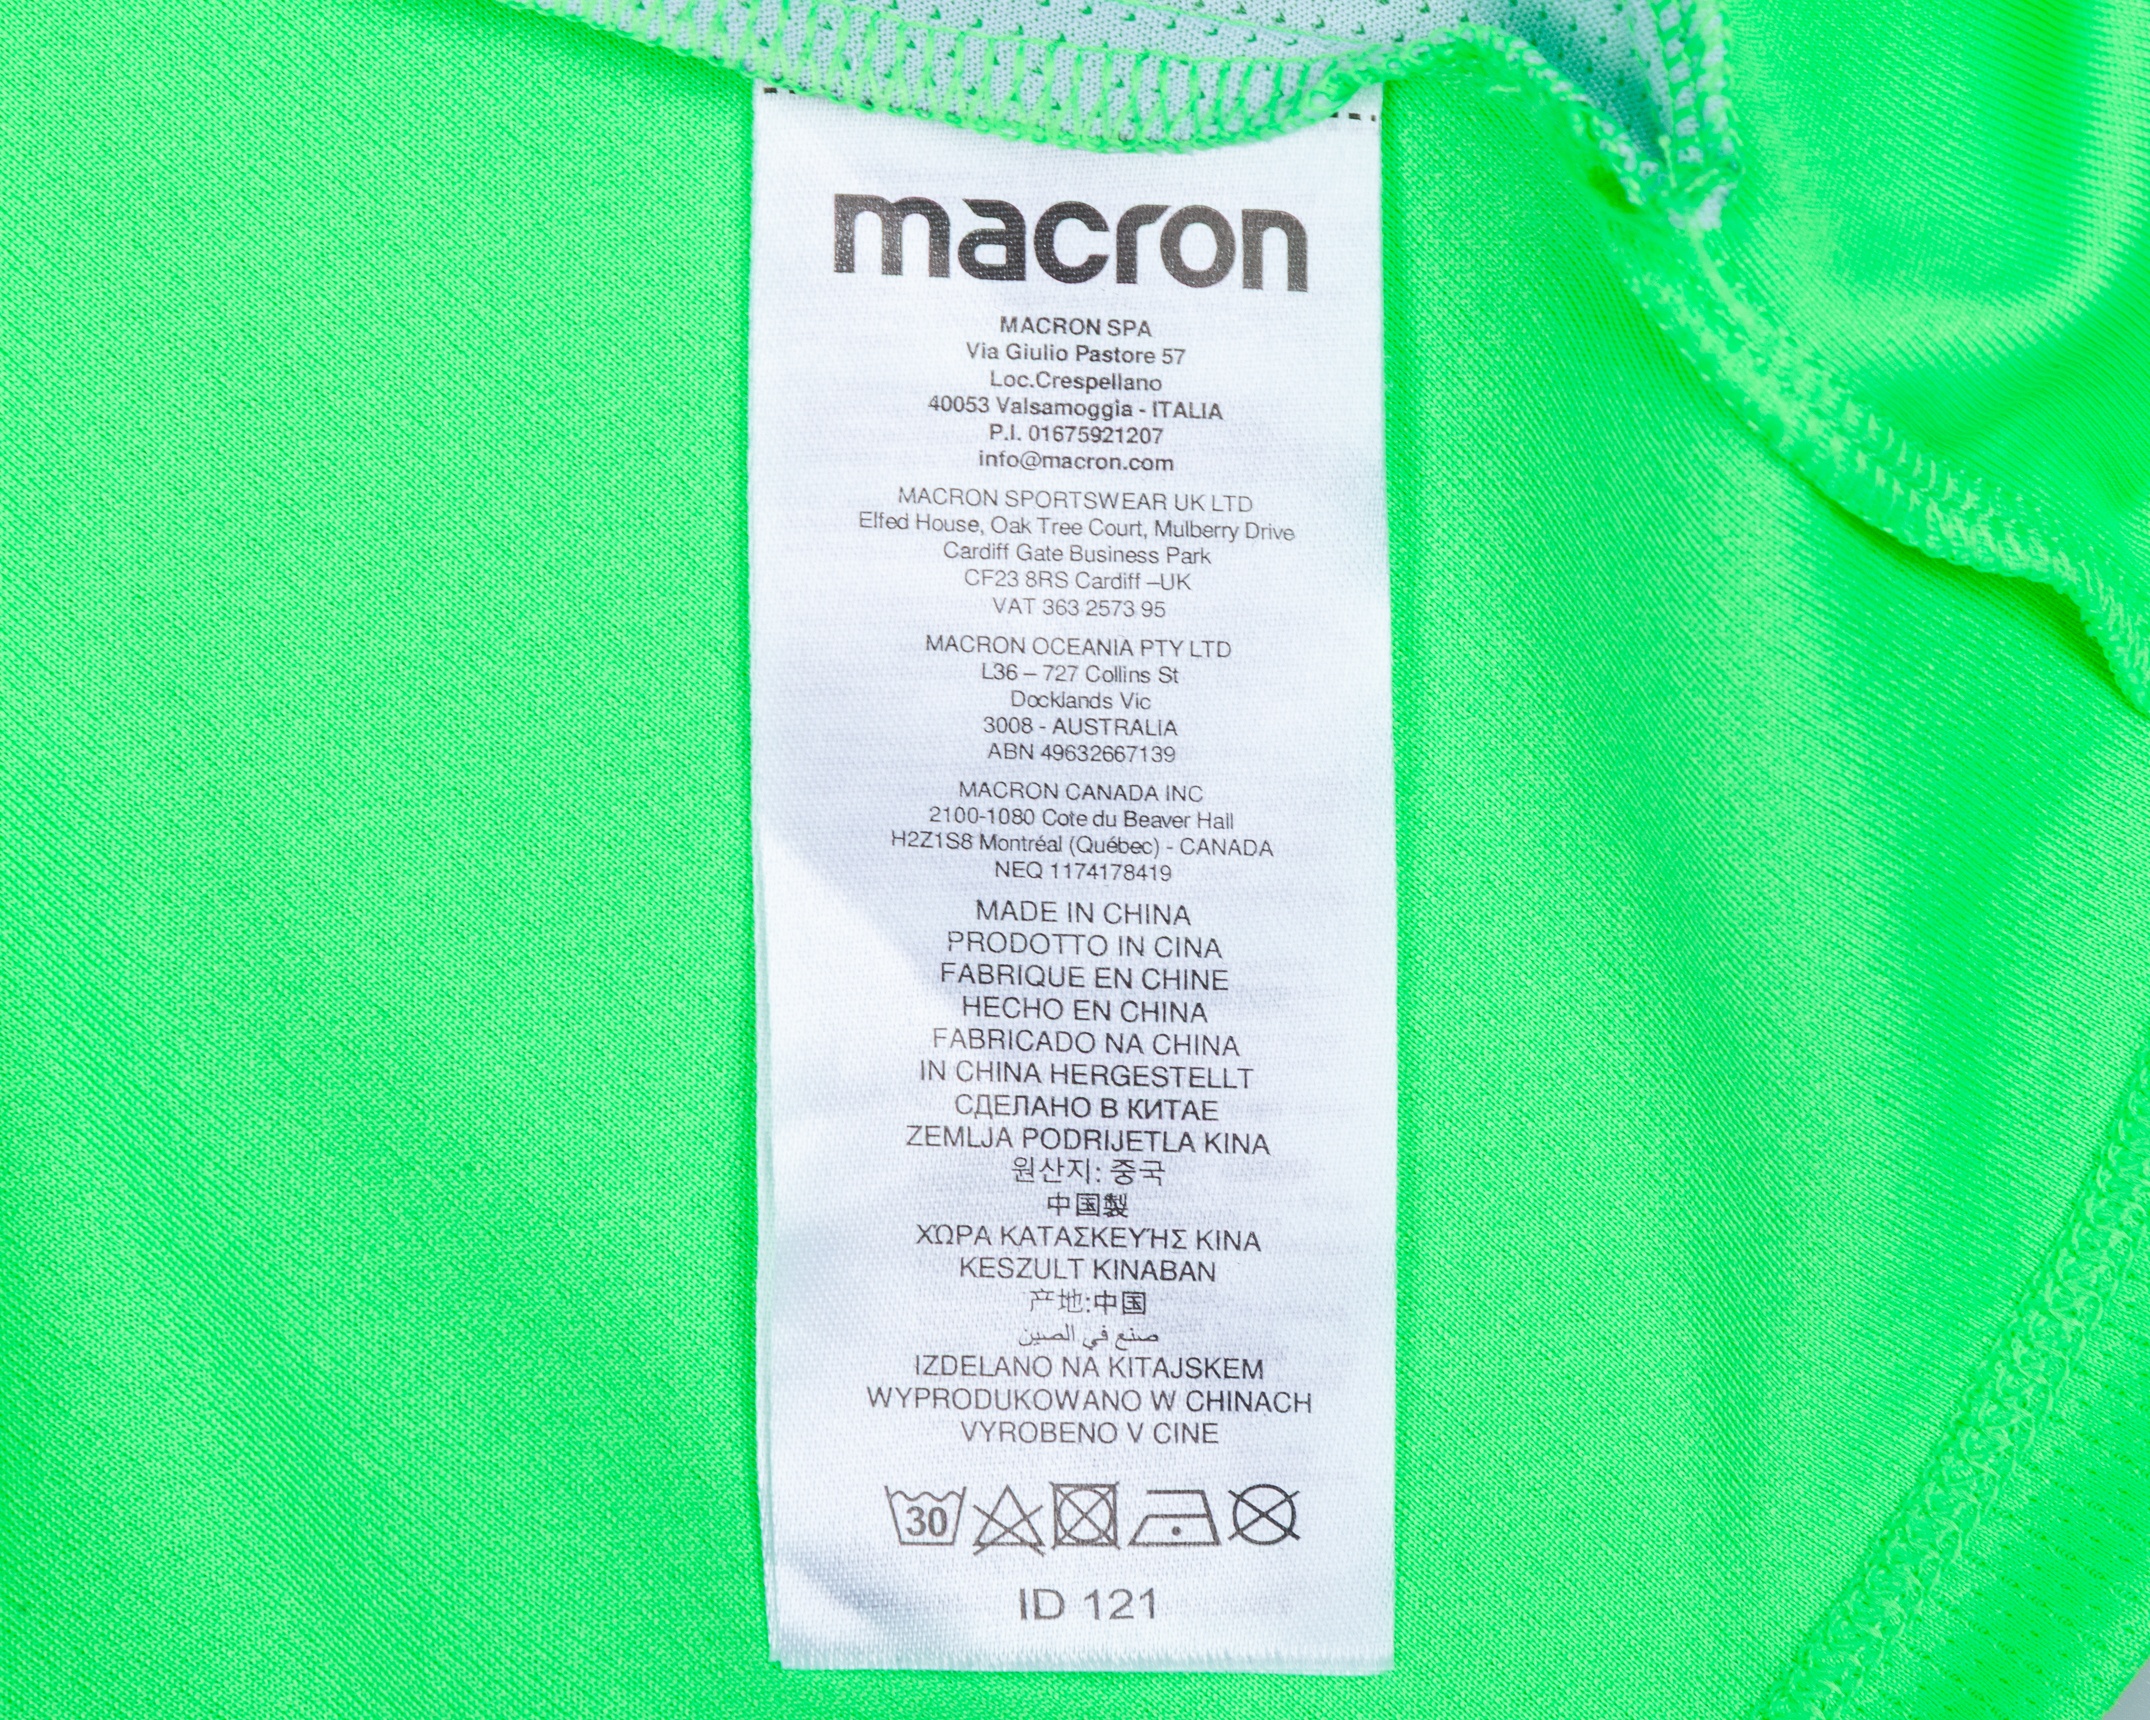 macron
MACRON SPA
Via Giulio Pastore 57
Loc.Crespellano
40053 Valsamoggia - ITALIA
P.I. 01675921207
info@macron.com
MACRON SPORTSWEAR UK LTD
Elfed House, Oak Tree Court, Mulberry Drive
Cardiff Gate Business Park
CF23 8RS Cardiff –UK
VAT 363 2573 95
MACRON OCEANIA PTY LTD
L36 – 727 Collins St
Docklands Vic
3008 - AUSTRALIA
ABN 49632667139
MACRON CANADA INC
2100-1080 Cote du Beaver Hall
H2Z1S8 Montréal (Québec) - CANADA
NEQ 1174178419
MADE IN CHINA
PRODOTTO IN CINA
FABRIQUE EN CHINE
HECHO EN CHINA
FABRICADO NA CHINA
IN CHINA HERGESTELLT
СДЕЛАНО В КИТАЕ
ZEMLJA PODRIJETLA KINA
원산지: 중국
中国製
ΧΏΡΑ ΚΑΤΑΣΚΕΥΉΣ ΚΙΝΑ
KESZULT KINABAN
产地:中国
صنع في الصين
IZDELANO NA KITAJSKEM
WYPRODUKOWANO W CHINACH
VYROBENO V CINE
30
ID 121